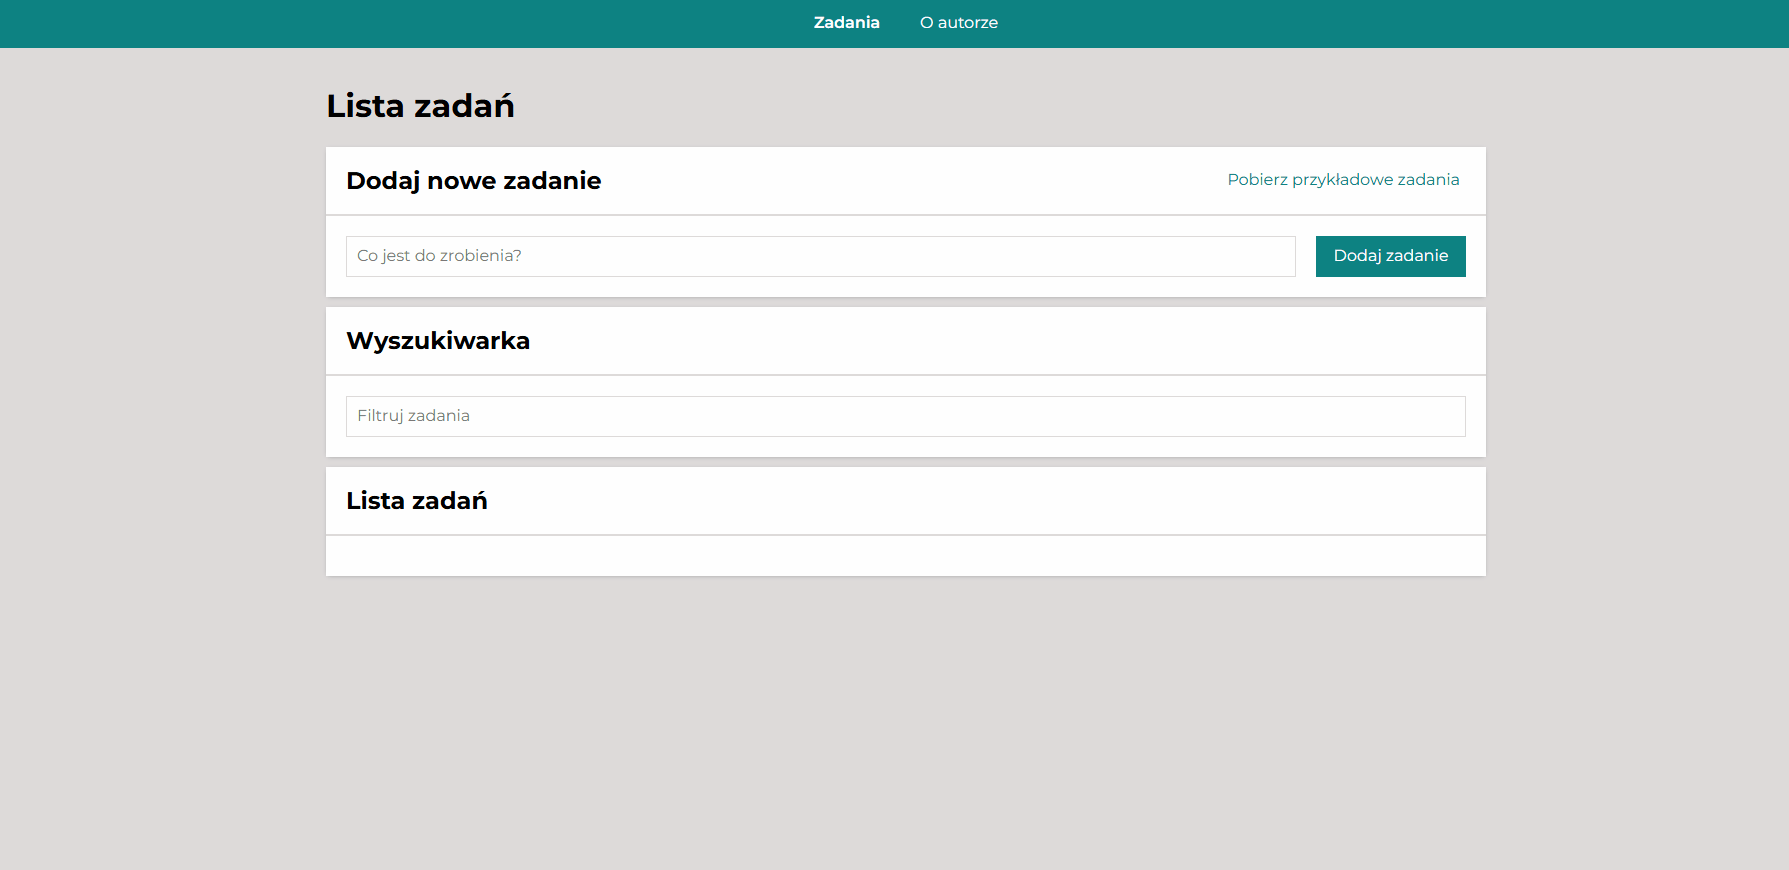 Zadania O autorze
Lista zadań
Dodaj nowe zadanie Pobierz przykładowe zadania
Co jest do zrobienia? Dodaj zadanie
Wyszukiwarka
Filtruj zadania
Lista zadań